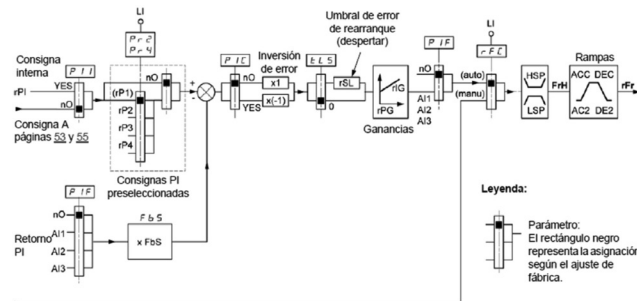 LI
Pr2
Pr4
LI
Consigna
interna
PII
rPI
YES
nO
Consigna A
páginas 53 y 55
(rP1)
rP2
rP3
rP4
nO
Consignas PI
preseleccionadas
+
-
PIC
nO
YES
Inversión
de error
x1
x(-1)
tLS
0
Umbral de error
de rearranque
(despertar)
rSL
rIG
rPG
Ganancias
PIF
nO
AI1
AI2
AI3
(auto)
(manu)
rFC
HSP
LSP
FrH
Rampas
ACC DEC
AC2 DE2
rFr
Retorno
PI
PIF
nO
AI1
AI2
AI3
FbS
x FbS
Leyenda:
Parámetro:
El rectángulo negro
representa la asignación
según el ajuste de
fábrica.